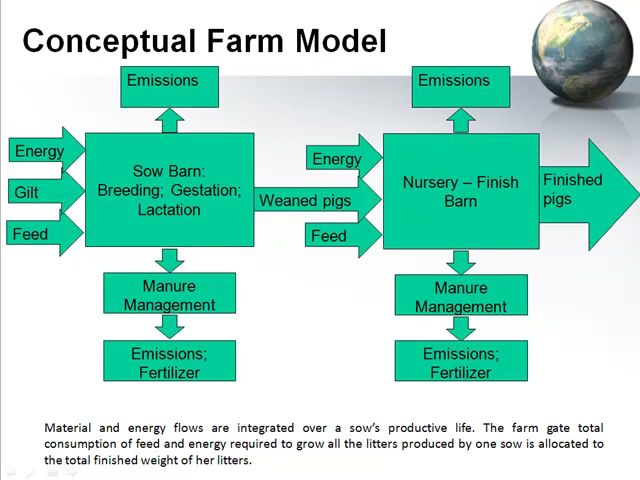 Conceptual Farm Model
Emissions
Emissions
Energy
Gilt
Feed
Sow Barn:
Breeding; Gestation;
Lactation
Energy
Weaned pigs
Feed
Nursery – Finish
Barn
Finished
pigs
Manure
Management
Manure
Management
Emissions;
Fertilizer
Emissions;
Fertilizer
Material and energy flows are integrated over a sow's productive life. The farm gate total
consumption of feed and energy required to grow all the litters produced by one sow is allocated to
the total finished weight of her litters.